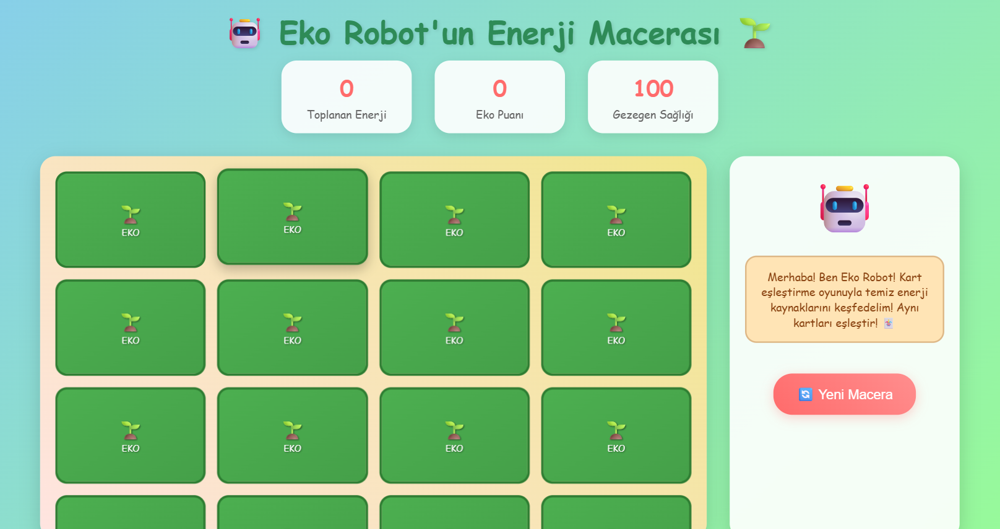 Eko Robot'un Enerji Macerası
0
Toplanan Enerji
0
Eko Puanı
100
Gezegen Sağlığı
EKO
EKO
EKO
EKO
EKO
EKO
EKO
EKO
EKO
EKO
EKO
EKO
Merhaba! Ben Eko Robot! Kart
eşleştirme oyunuyla temiz enerji
kaynaklarını keşfedelim! Aynı
kartları eşleştir!
Yeni Macera